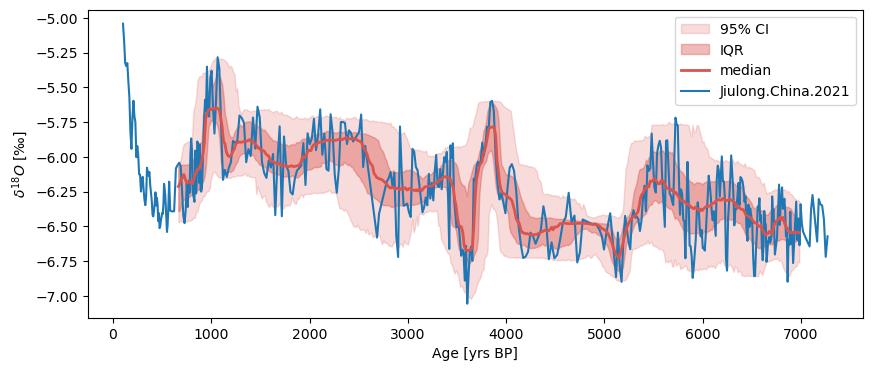 −5.00
−5.25
−5.50
−5.75
−6.00
−6.25
−6.50
−6.75
−7.00
δ¹⁸O [‰]
95% CI
IQR
median
Jiulong.China.2021
0 1000 2000 3000 4000 5000 6000 7000
Age [yrs BP]